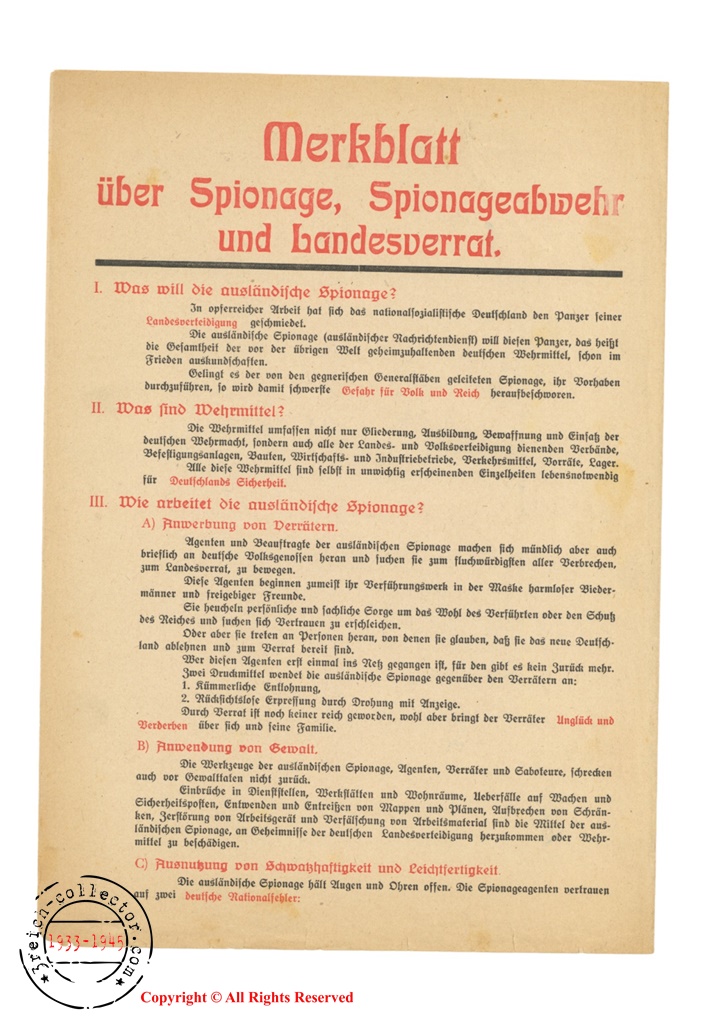 Merkblatt
über Spionage, Spionageabwehr
und Landesverrat.
I. Was will die ausländische Spionage?
In opferreicher Arbeit hat sich das nationalsozialistische Deutschland den Panzer seiner
Landesverteidigung geschmiedet.
Die ausländische Spionage (ausländischer Nachrichtendienst) will diesen Panzer, das heißt
die Gesamtheit der vor der übrigen Welt geheimzuhaltenden deutschen Wehrmittel, schon im
Frieden auskundschaften.
Gelingt es der von den gegnerischen Generalstäben geleiteten Spionage, ihr Vorhaben
durchzuführen, so wird damit schwerste Gefahr für Volk und Reich heraufbeschworen.
II. Was sind Wehrmittel?
Die Wehrmittel umfassen nicht nur Gliederung, Ausbildung, Bewaffnung und Einsatz der
deutschen Wehrmacht, sondern auch alle der Landes- und Volksverteidigung dienenden Verbände,
Befestigungsanlagen, Bauten, Wirtschafts- und Industriebetriebe, Verkehrsmittel, Vorräte, Lager.
Alle diese Wehrmittel sind selbst in unwichtig erscheinenden Einzelheiten lebensnotwendig
für Deutschlands Sicherheit.
III. Wie arbeitet die ausländische Spionage?
A) Anwerbung von Verrätern.
Agenten und Beauftragte der ausländischen Spionage machen sich mündlich aber auch
brieflich an deutsche Volksgenossen heran und suchen sie zum fluchwürdigsten aller Verbrechen,
zum Landesverrat, zu bewegen.
Diese Agenten beginnen zumeist ihr Verführungswerk in der Maske harmloser Bieder-
männer und freigebiger Freunde.
Sie heucheln persönliche und sachliche Sorge um das Wohl des Verführten oder den Schutz
des Reiches und suchen sich Vertrauen zu erschleichen.
Oder aber sie treten an Personen heran, von denen sie glauben, daß sie das neue Deutsch-
land ablehnen und zum Verrat bereit sind.
Wer diesen Agenten erst einmal ins Netz gegangen ist, für den gibt es kein Zurück mehr.
Zwei Druckmittel wendet die ausländische Spionage gegenüber den Verrätern an:
1. Kümmerliche Entlohnung,
2. Rücksichtslose Erpressung durch Drohung mit Anzeige.
Durch Verrat ist noch keiner reich geworden, wohl aber bringt der Verräter Unglück und
Verderben über sich und seine Familie.
B) Anwendung von Gewalt.
Die Werkzeuge der ausländischen Spionage, Agenten, Verräter und Saboteure, schrecken
auch vor Gewalttaten nicht zurück.
Einbrüche in Dienststellen, Werkstätten und Wohnräume, Ueberfälle auf Wachen und
Sicherheitsposten, Entwenden und Entreißen von Mappen und Plänen, Aufbrechen von Schrän-
ken, Zerstörung von Arbeitsgerät und Verfälschung von Arbeitsmaterial sind die Mittel der aus-
ländischen Spionage, an Geheimnisse der deutschen Landesverteidigung heranzukommen oder Wehr-
mittel zu beschädigen.
C) Ausnutzung von Schwatzhaftigkeit und Leichtfertigkeit.
Die ausländische Spionage hält Augen und Ohren offen. Die Spionageagenten vertrauen
auf zwei deutsche Nationalfehler:
3reich-collector.com
1933-1945
Copyright © All Rights Reserved